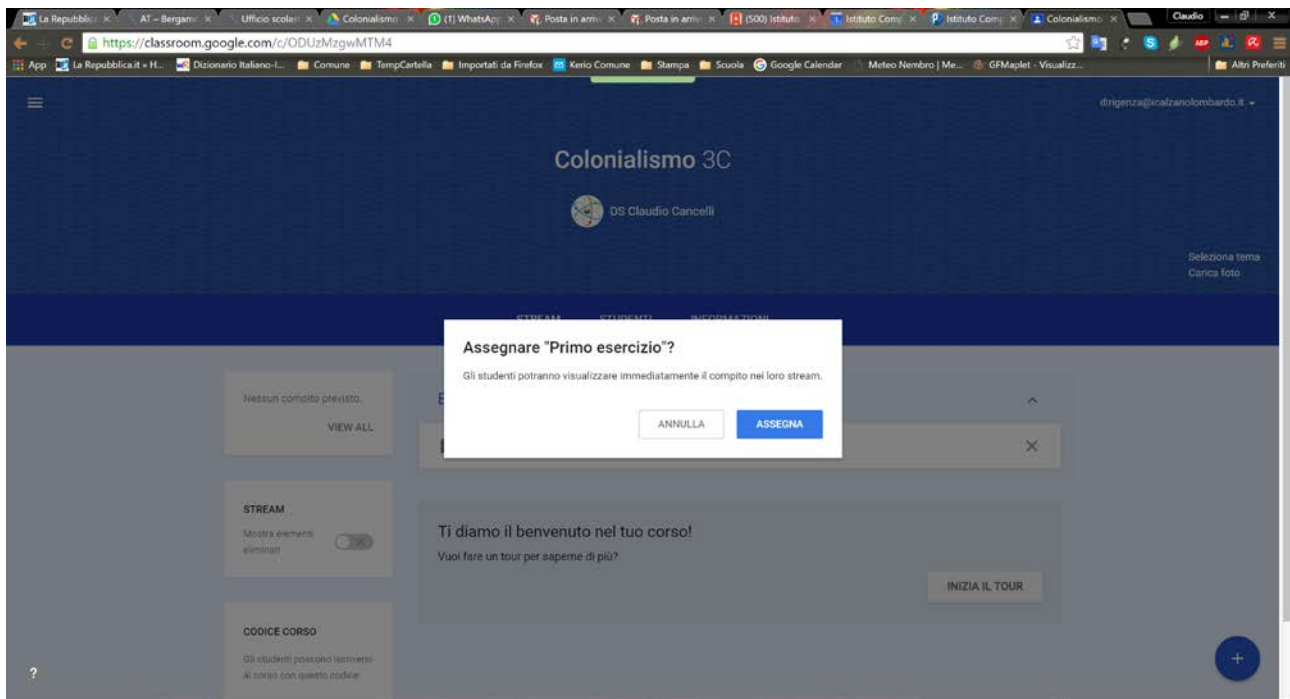 La Repubblic
AT – Bergam
Ufficio scolas
Colonialismo
(1) WhatsApp
Posta in arriv
Posta in arriv
(500) Istituto
Istituto Comp
Istituto Comp
Colonialismo
Claudio
https://classroom.google.com/c/ODUzMzgwMTM4
App La Repubblica.it » H... Dizionario Italiano-I... Comune TempCartella Importati da Firefox Kerio Comune Stampa Scuola Google Calendar Meteo Nembro | Me... GFMaplet - Visualizz... Altri Preferiti
dirigenza@icalzanolombardo.it
Colonialismo 3C
DS Claudio Cancelli
Seleziona tema
Carica foto
STREAM STUDENTI INFORMAZIONI
Assegnare "Primo esercizio"?
Gli studenti potranno visualizzare immediatamente il compito nei loro stream.
ANNULLA ASSEGNA
Nessun compito previsto.
VIEW ALL
STREAM
Mostra elementi
eliminati
Ti diamo il benvenuto nel tuo corso!
Vuoi fare un tour per saperne di più?
INIZIA IL TOUR
CODICE CORSO
Gli studenti possono iscriversi
al corso con questo codice:
?